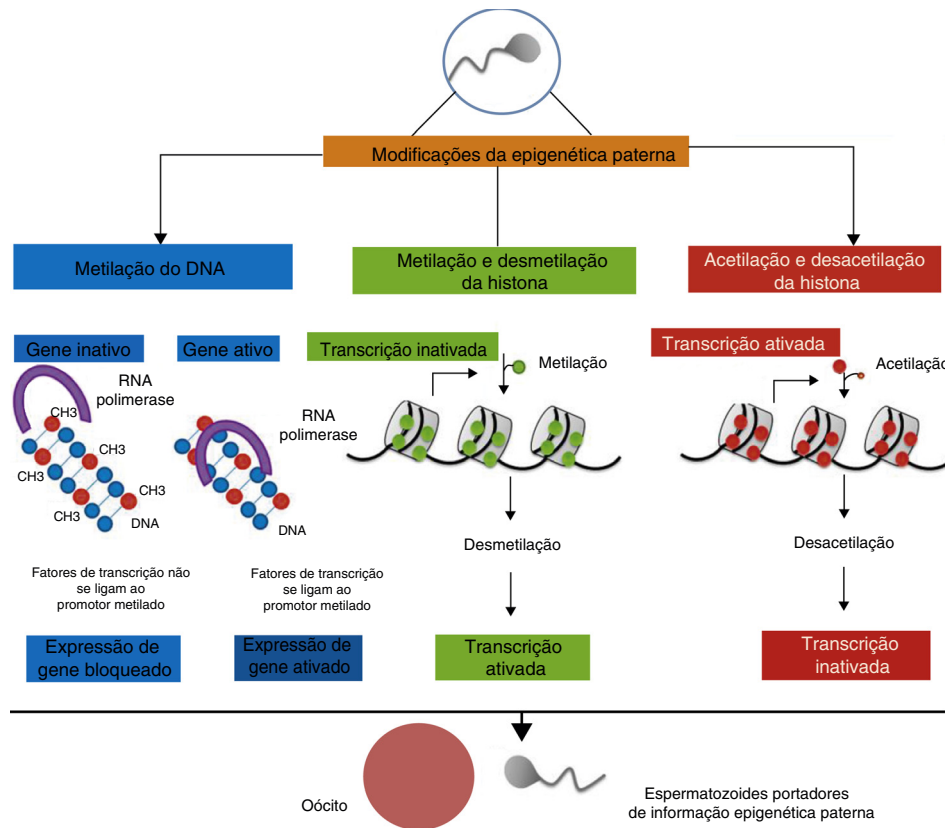 Modificações da epigenética paterna
Metilação do DNA
Metilação e desmetilação
da histona
Acetilação e desacetilação
da histona
Gene inativo
Gene ativo
Transcrição inativada
Metilação
Transcrição ativada
Acetilação
RNA
polimerase
CH3
CH3
CH3
CH3
CH3
DNA
RNA
polimerase
DNA
Desmetilação
Desacetilação
Fatores de transcrição não
se ligam ao
promotor metilado
Fatores de transcrição
se ligam ao
promotor metilado
Expressão de
gene bloqueado
Expressão de
gene ativado
Transcrição
ativada
Transcrição
inativada
Oócito
Espermatozoides portadores
de informação epigenética paterna